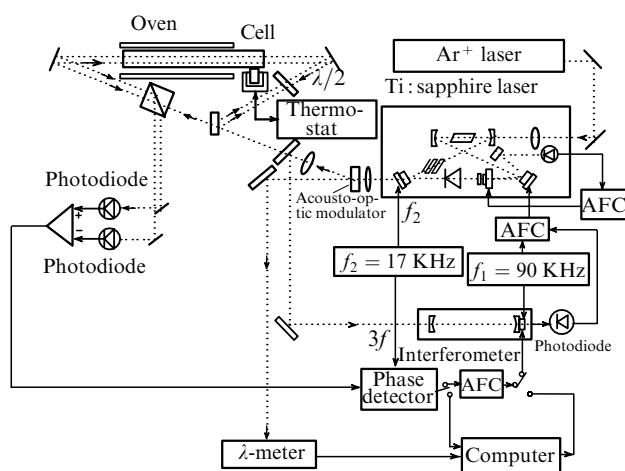 Oven
Cell
Ar+ laser
λ/2
Ti : sapphire laser
Thermo-
stat
Photodiode
Acousto-op-
tic modulator
f2
AFC
+
−
AFC
Photodiode
f2 = 17 KHz
f1 = 90 KHz
3f
Interferometer
Photodiode
Phase
detector
AFC
λ-meter
Computer